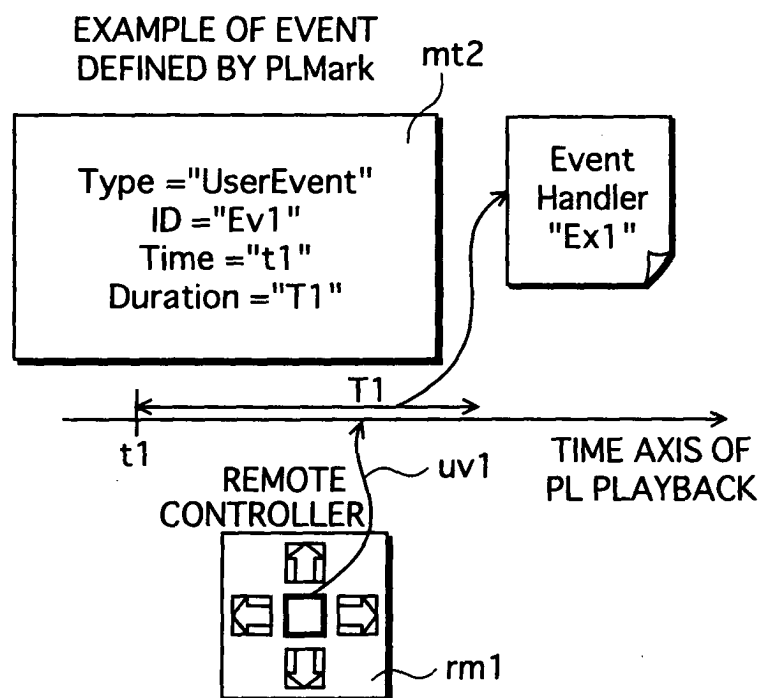 EXAMPLE OF EVENT
DEFINED BY PLMark
mt2
Type ="UserEvent"
ID ="Ev1"
Time ="t1"
Duration ="T1"
Event
Handler
"Ex1"
T1
t1
TIME AXIS OF
PL PLAYBACK
uv1
REMOTE
CONTROLLER
rm1